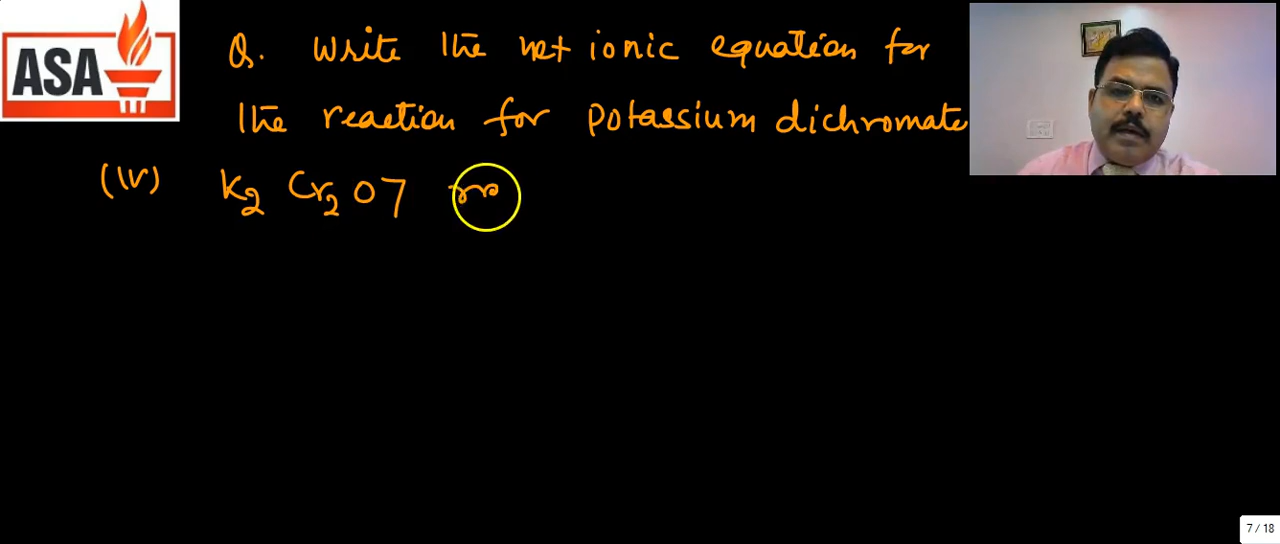 ASA
Q. Write the net ionic equation for
the reaction for potassium dichromate
(IV) K2 Cr2 O7
7 / 18